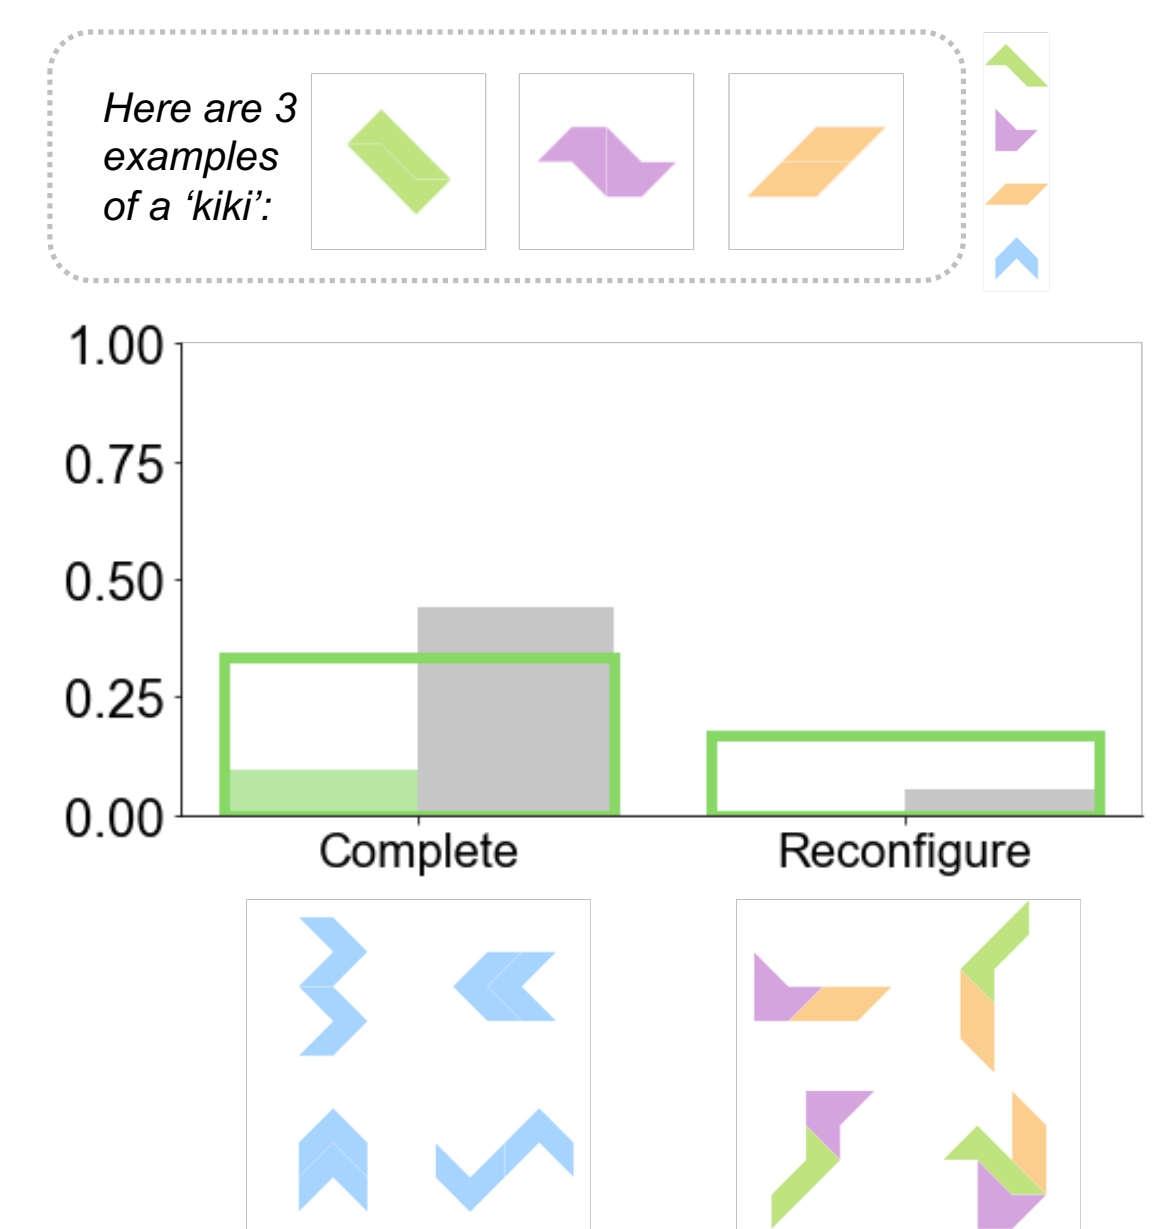 Here are 3
examples
of a ‘kiki’:
1.00
0.75
0.50
0.25
0.00
Complete
Reconfigure